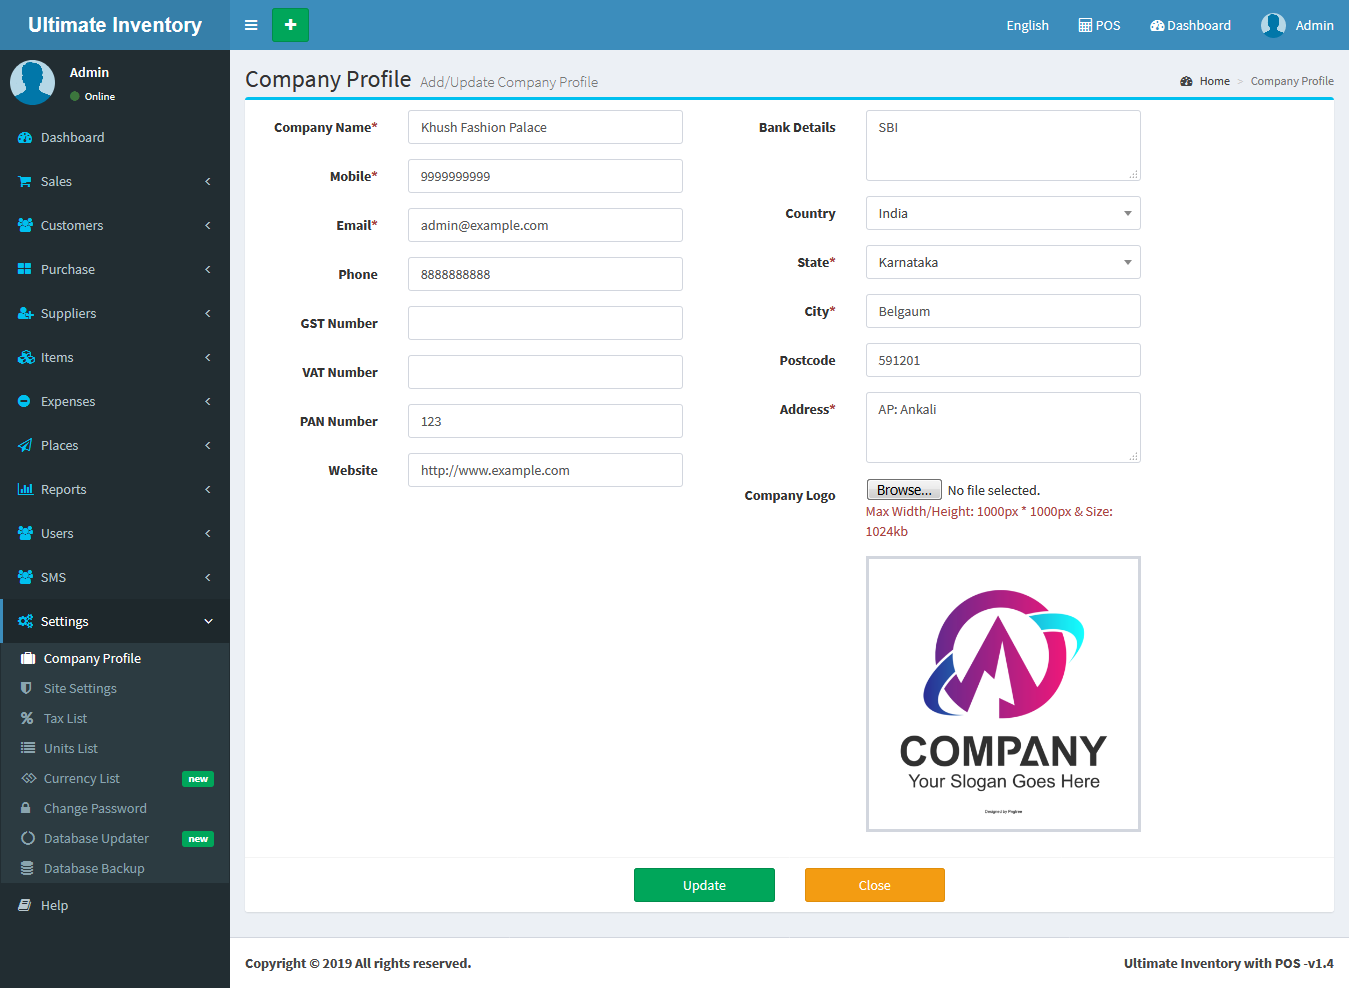 Ultimate Inventory
English
POS
Dashboard
Admin
Admin
Online
Dashboard
Sales
Customers
Purchase
Suppliers
Items
Expenses
Places
Reports
Users
SMS
Settings
Company Profile
Site Settings
Tax List
Units List
Currency List new
Change Password
Database Updater new
Database Backup
Help
Company Profile Add/Update Company Profile
Home > Company Profile
Company Name* Khush Fashion Palace
Mobile* 9999999999
Email* admin@example.com
Phone 8888888888
GST Number
VAT Number
PAN Number 123
Website http://www.example.com
Bank Details SBI
Country India
State* Karnataka
City* Belgaum
Postcode 591201
Address* AP: Ankali
Company Logo Browse... No file selected.
Max Width/Height: 1000px * 1000px & Size:
1024kb
COMPANY
Your Slogan Goes Here
Designed by Pngtree
Update
Close
Copyright © 2019 All rights reserved.
Ultimate Inventory with POS -v1.4